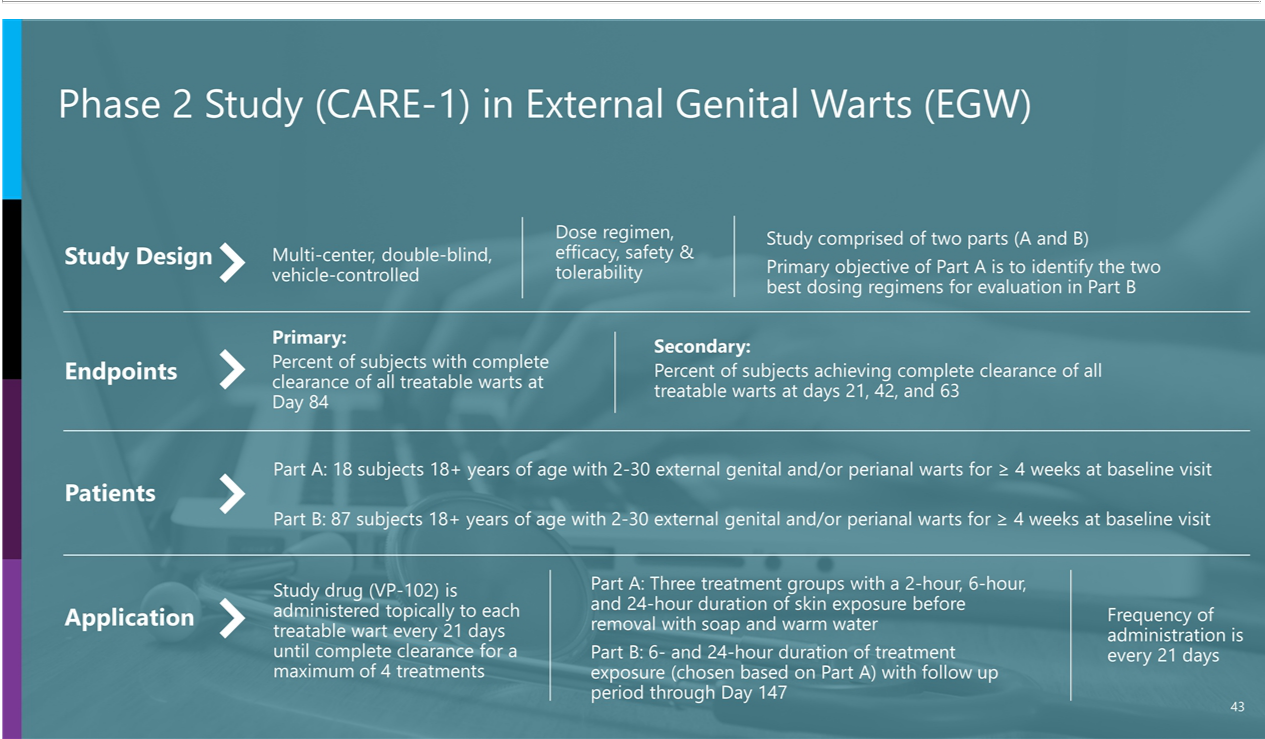 Phase 2 Study (CARE-1) in External Genital Warts (EGW)
Study Design
Multi-center, double-blind,
vehicle-controlled
Dose regimen,
efficacy, safety &
tolerability
Study comprised of two parts (A and B)
Primary objective of Part A is to identify the two
best dosing regimens for evaluation in Part B
Endpoints
Primary:
Percent of subjects with complete
clearance of all treatable warts at
Day 84
Secondary:
Percent of subjects achieving complete clearance of all
treatable warts at days 21, 42, and 63
Patients
Part A: 18 subjects 18+ years of age with 2-30 external genital and/or perianal warts for ≥ 4 weeks at baseline visit
Part B: 87 subjects 18+ years of age with 2-30 external genital and/or perianal warts for ≥ 4 weeks at baseline visit
Application
Study drug (VP-102) is
administered topically to each
treatable wart every 21 days
until complete clearance for a
maximum of 4 treatments
Part A: Three treatment groups with a 2-hour, 6-hour,
and 24-hour duration of skin exposure before
removal with soap and warm water
Part B: 6- and 24-hour duration of treatment
exposure (chosen based on Part A) with follow up
period through Day 147
Frequency of
administration is
every 21 days
43